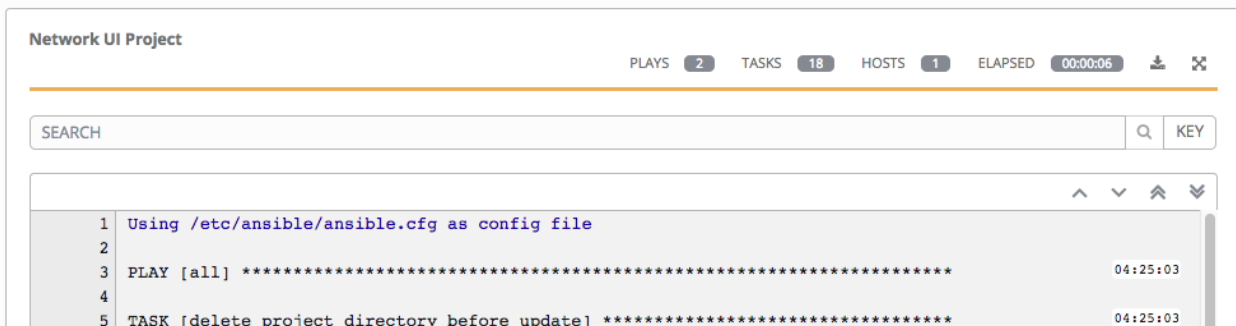 Network UI Project
PLAYS 2 TASKS 18 HOSTS 1 ELAPSED 00:00:06
SEARCH KEY
1 Using /etc/ansible/ansible.cfg as config file
2
3 PLAY [all] ********************************************************************* 04:25:03
4
5 TASK [delete project directory before update] ********************************** 04:25:03